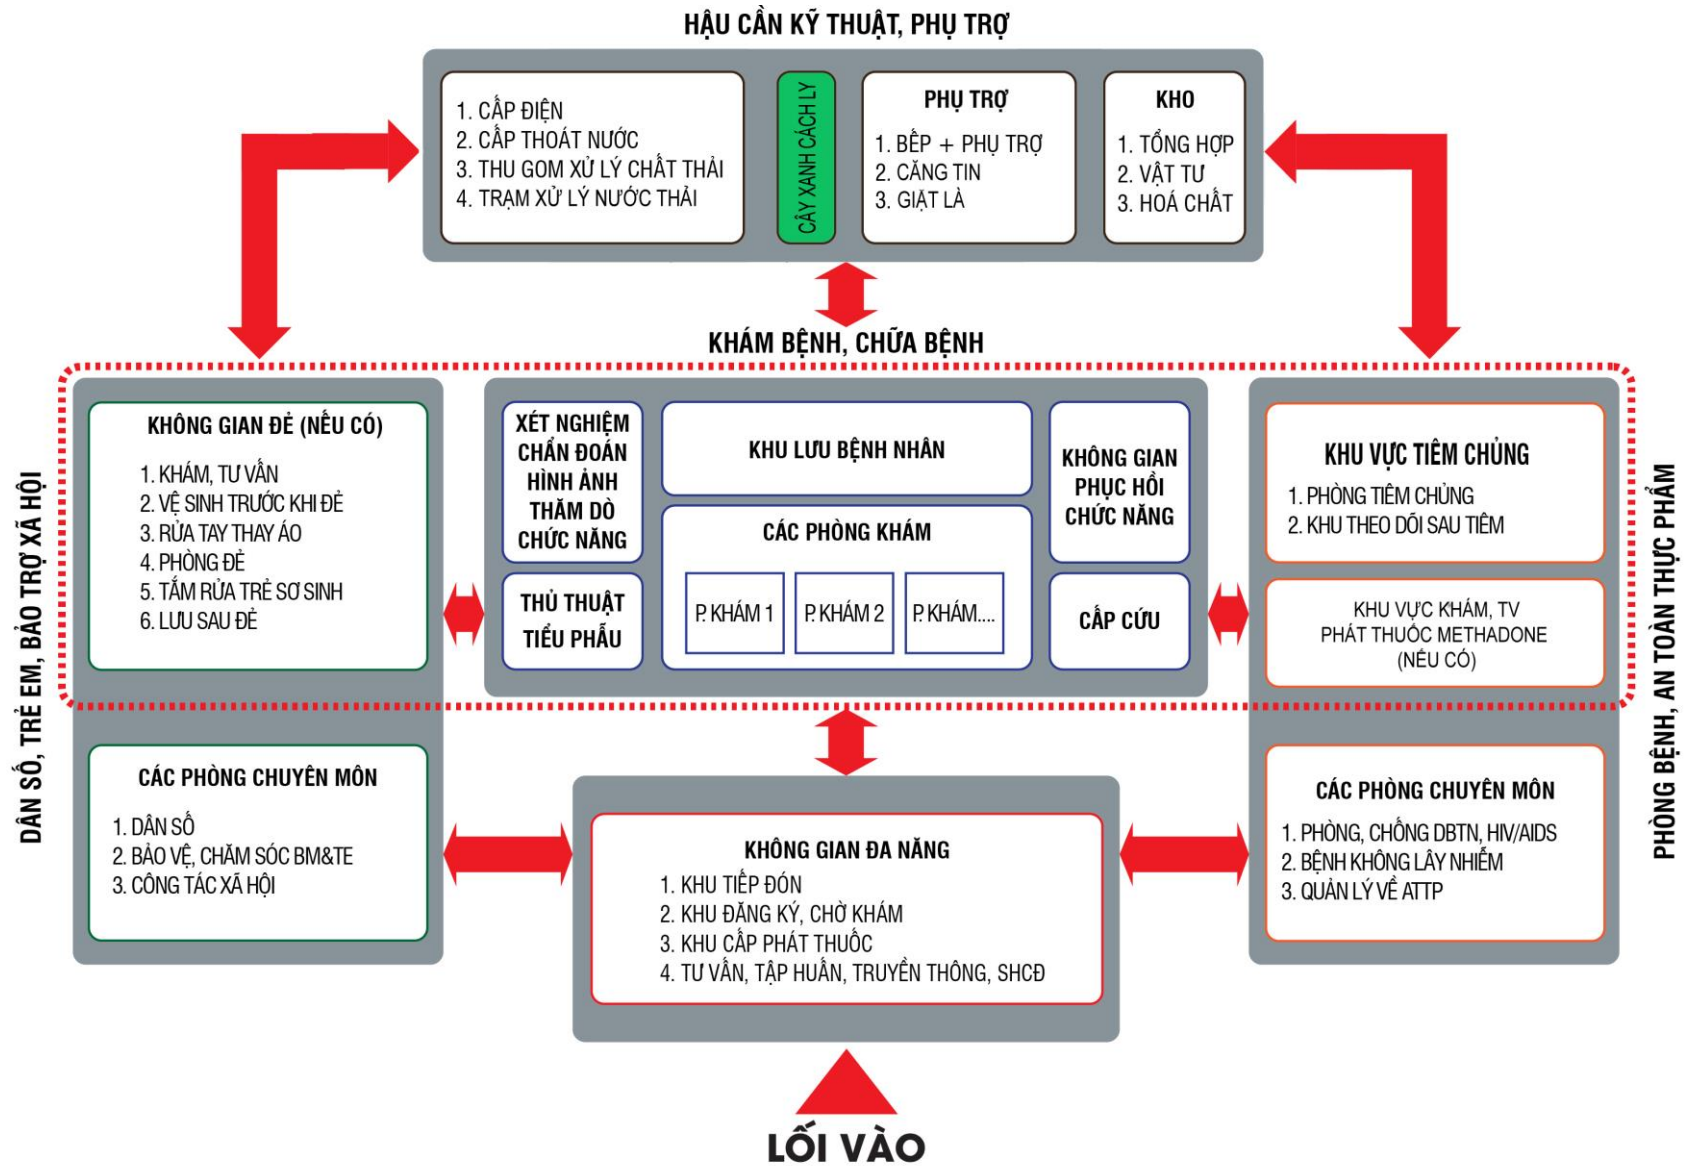 HẬU CẦN KỸ THUẬT, PHỤ TRỢ
1. CẤP ĐIỆN
2. CẤP THOÁT NƯỚC
3. THU GOM XỬ LÝ CHẤT THẢI
4. TRẠM XỬ LÝ NƯỚC THẢI
CÂY XANH CÁCH LY
PHỤ TRỢ
1. BẾP + PHỤ TRỢ
2. CĂNG TIN
3. GIẶT LÀ
KHO
1. TỔNG HỢP
2. VẬT TƯ
3. HOÁ CHẤT
KHÁM BỆNH, CHỮA BỆNH
DÂN SỐ, TRẺ EM, BẢO TRỢ XÃ HỘI
KHÔNG GIAN ĐẺ (NẾU CÓ)
1. KHÁM, TƯ VẤN
2. VỆ SINH TRƯỚC KHI ĐẺ
3. RỬA TAY THAY ÁO
4. PHÒNG ĐẺ
5. TẮM RỬA TRẺ SƠ SINH
6. LƯU SAU ĐẺ
XÉT NGHIỆM
CHẨN ĐOÁN
HÌNH ẢNH
THĂM DÒ
CHỨC NĂNG
THỦ THUẬT
TIỂU PHẪU
KHU LƯU BỆNH NHÂN
CÁC PHÒNG KHÁM
P. KHÁM 1
P. KHÁM 2
P. KHÁM....
KHÔNG GIAN
PHỤC HỒI
CHỨC NĂNG
CẤP CỨU
KHU VỰC TIÊM CHỦNG
1. PHÒNG TIÊM CHỦNG
2. KHU THEO DÕI SAU TIÊM
KHU VỰC KHÁM, TV
PHÁT THUỐC METHADONE
(NẾU CÓ)
PHÒNG BỆNH, AN TOÀN THỰC PHẨM
CÁC PHÒNG CHUYÊN MÔN
1. DÂN SỐ
2. BẢO VỆ, CHĂM SÓC BM&TE
3. CÔNG TÁC XÃ HỘI
KHÔNG GIAN ĐA NĂNG
1. KHU TIẾP ĐÓN
2. KHU ĐĂNG KÝ, CHỜ KHÁM
3. KHU CẤP PHÁT THUỐC
4. TƯ VẤN, TẬP HUẤN, TRUYỀN THÔNG, SHCĐ
CÁC PHÒNG CHUYÊN MÔN
1. PHÒNG, CHỐNG DBTN, HIV/AIDS
2. BỆNH KHÔNG LÂY NHIỄM
3. QUẢN LÝ VỀ ATTP
LỐI VÀO